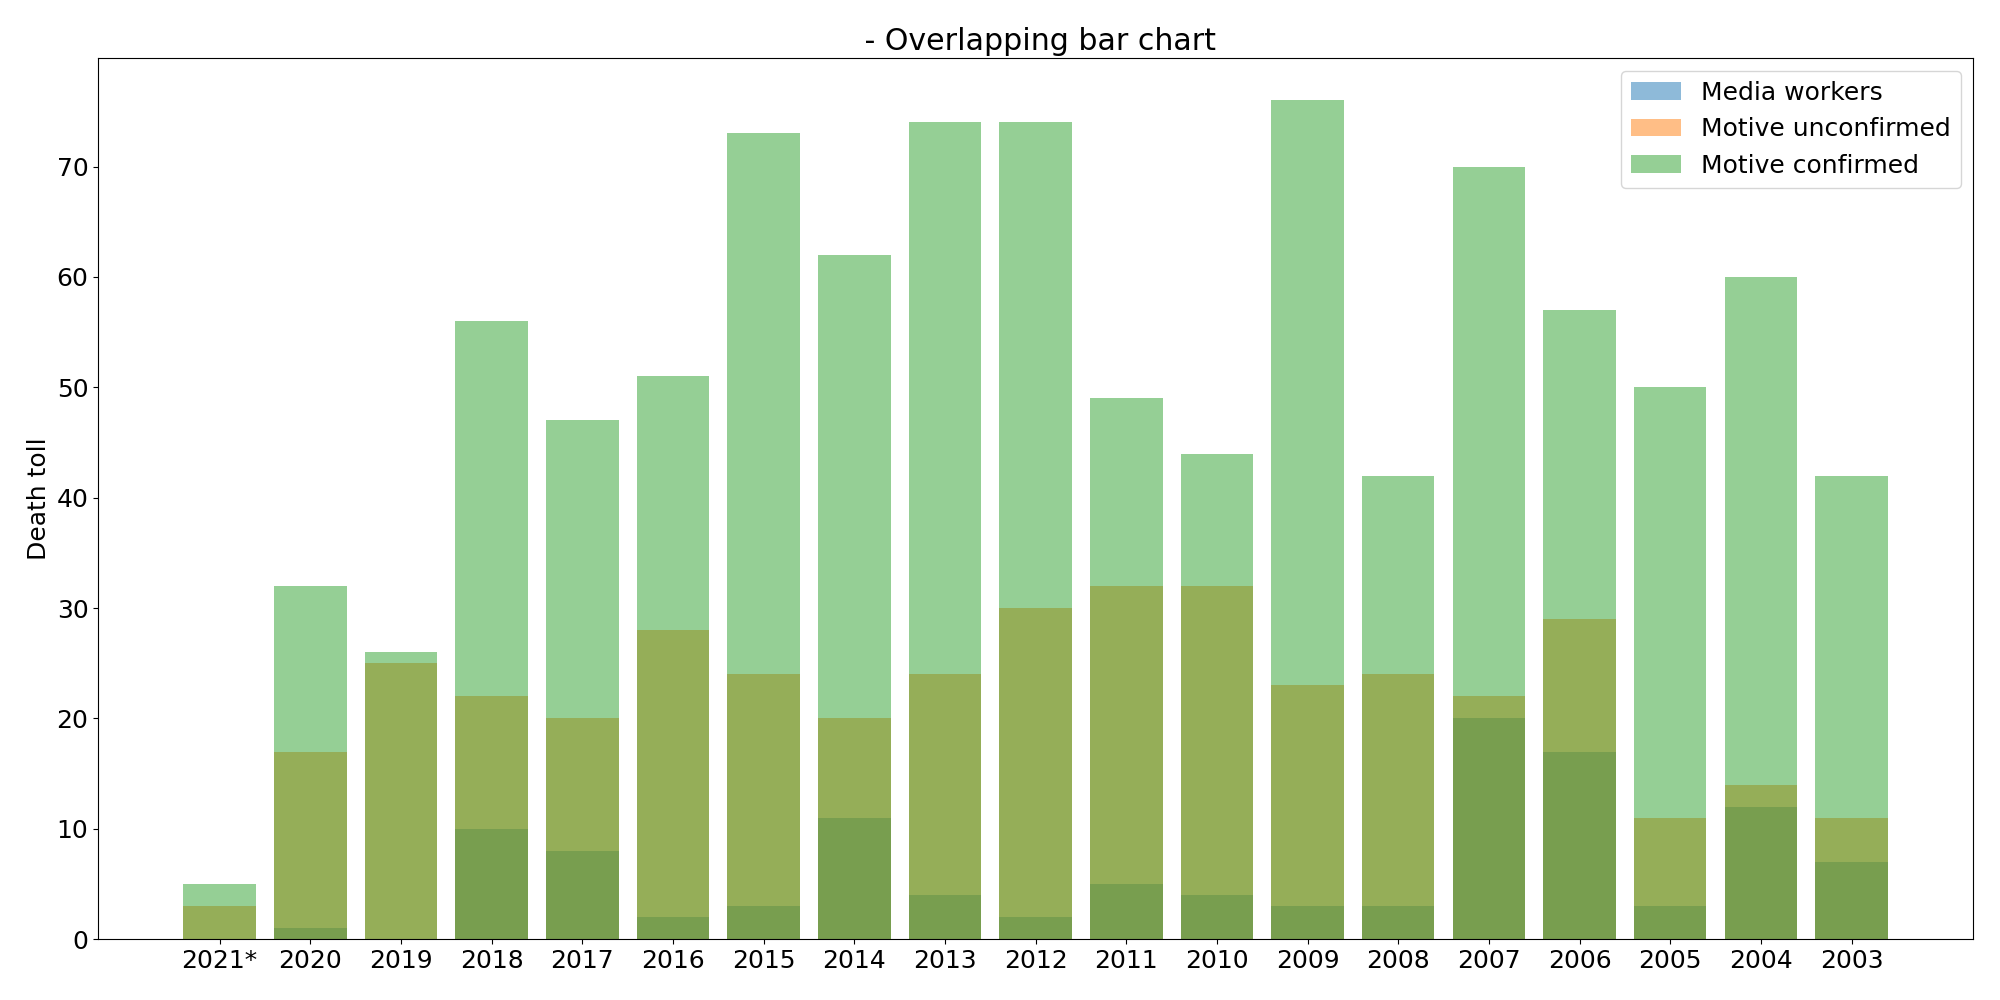 - Overlapping bar chart
Media workers
Motive unconfirmed
Motive confirmed
Death toll
70
60
50
40
30
20
10
0
2021* 2020 2019 2018 2017 2016 2015 2014 2013 2012 2011 2010 2009 2008 2007 2006 2005 2004 2003